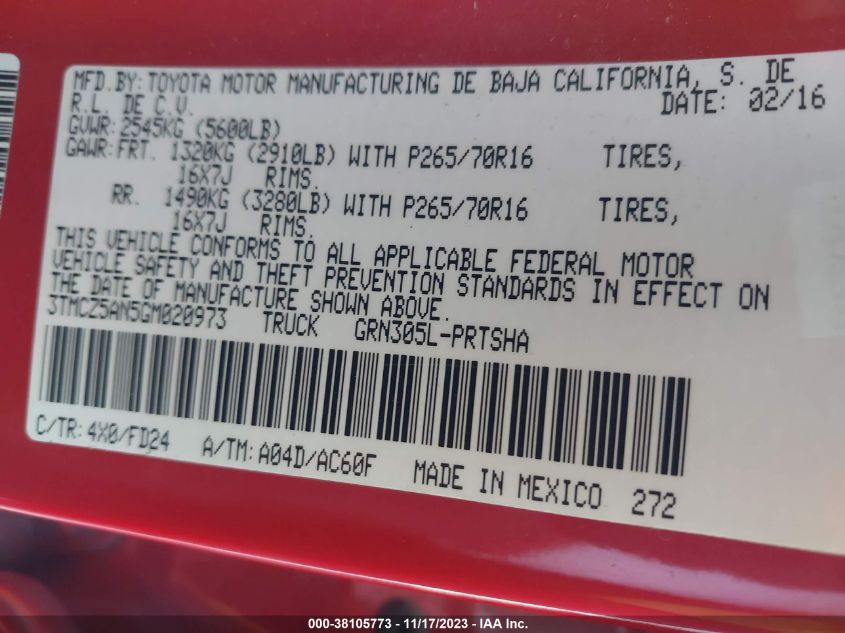 MFD.BY: TOYOTA MOTOR MANUFACTURING DE BAJA CALIFORNIA, S. DE
R.L. DE C.V. DATE: 02/16
GVWR: 2545KG (5600LB)
GAWR: FRT. 1320KG (2910LB) WITH P265/70R16 TIRES,
16X7J RIMS.
RR. 1490KG (3280LB) WITH P265/70R16 TIRES,
16X7J RIMS.
THIS VEHICLE CONFORMS TO ALL APPLICABLE FEDERAL MOTOR
VEHICLE SAFETY AND THEFT PREVENTION STANDARDS IN EFFECT ON
THE DATE OF MANUFACTURE SHOWN ABOVE.
3TMCZ5AN5GM020973 TRUCK GRN305L-PRTSHA
C/TR: 4X0/FD24 A/TM: A04D/AC60F MADE IN MEXICO 272
000-38105773 - 11/17/2023 - IAA Inc.